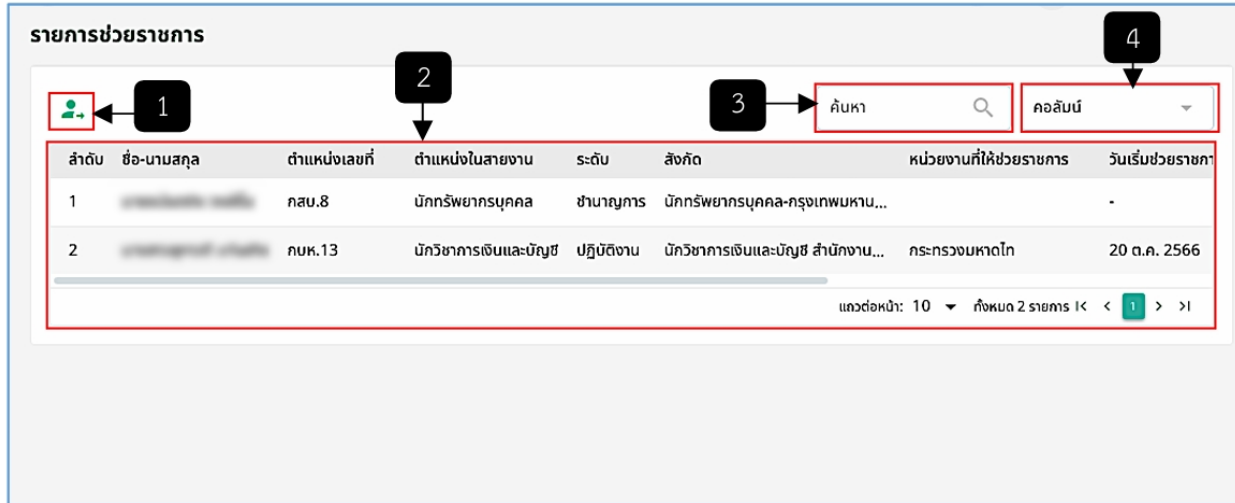 รายการช่วยราชการ
4
2
1
3
ค้นหา
คอลัมน์
ลำดับ ชื่อ-นามสกุล ตำแหน่งเลขที่ ตำแหน่งในสายงาน ระดับ สังกัด หน่วยงานที่ให้ช่วยราชการ วันเริ่มช่วยราชกา
1 กสบ.8 นักทรัพยากรบุคคล ชำนาญการ นักทรัพยากรบุคคล-กรุงเทพมหาน... -
2 กบห.13 นักวิชาการเงินและบัญชี ปฏิบัติงาน นักวิชาการเงินและบัญชี สำนักงาน... กระทรวงมหาดไท 20 ต.ค. 2566
แถวต่อหน้า: 10 ทั้งหมด 2 รายการ 1